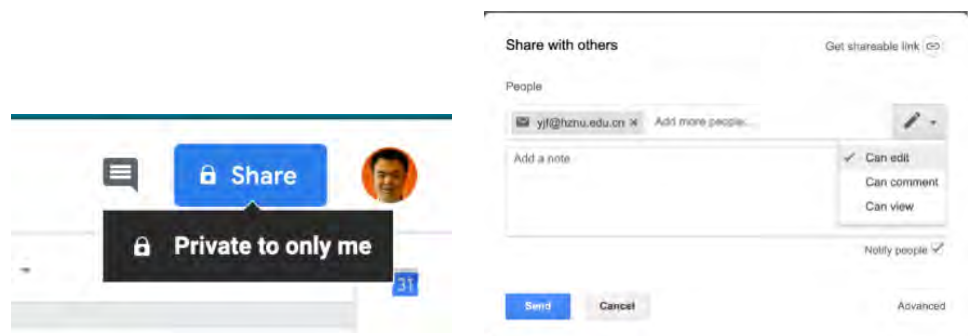 Share
Private to only me
31
Share with others
Get shareable link
People
yjf@hznu.edu.cn × Add more people...
Add a note
✓ Can edit
Can comment
Can view
Notify people ✓
Send Cancel Advanced